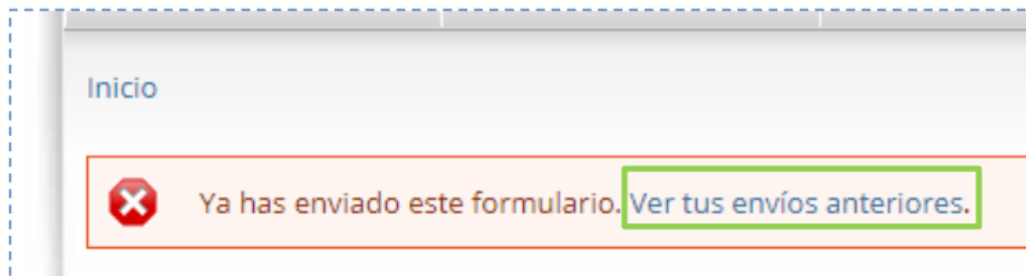 Inicio
Ya has enviado este formulario. Ver tus envíos anteriores.